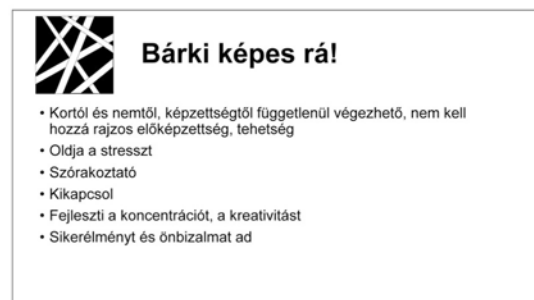 Bárki képes rá!
• Kortól és nemtől, képzettségtől függetlenül végezhető, nem kell
hozzá rajzos előképzettség, tehetség
• Oldja a stresszt
• Szórakoztató
• Kikapcsol
• Fejleszti a koncentrációt, a kreativitást
• Sikerélményt és önbizalmat ad